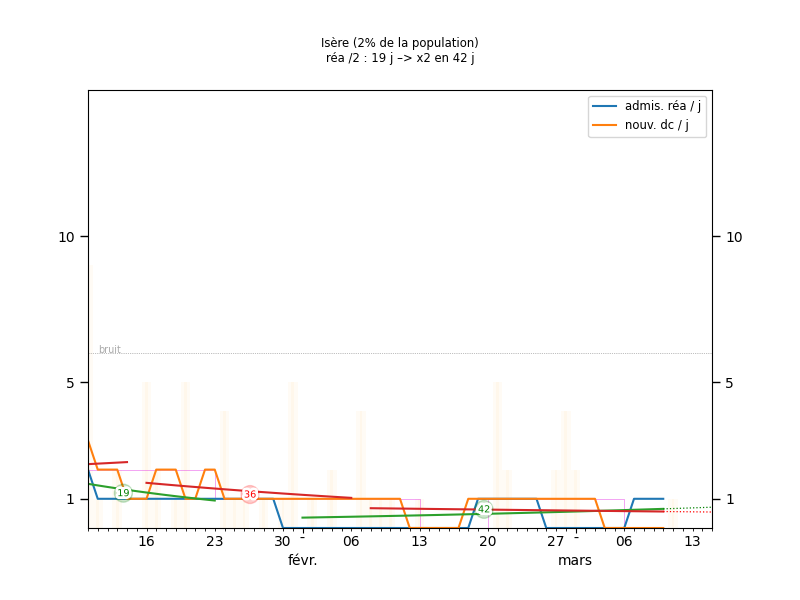 Isère (2% de la population)
réa /2 : 19 j –> x2 en 42 j
admis. réa / j
nouv. dc / j
10
10
bruit
5
5
19
36
42
1
1
16
23
30
-
06
13
20
27
-
06
13
févr.
mars